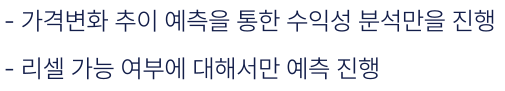 - 가격변화 추이 예측을 통한 수익성 분석만을 진행
- 리셀 가능 여부에 대해서만 예측 진행